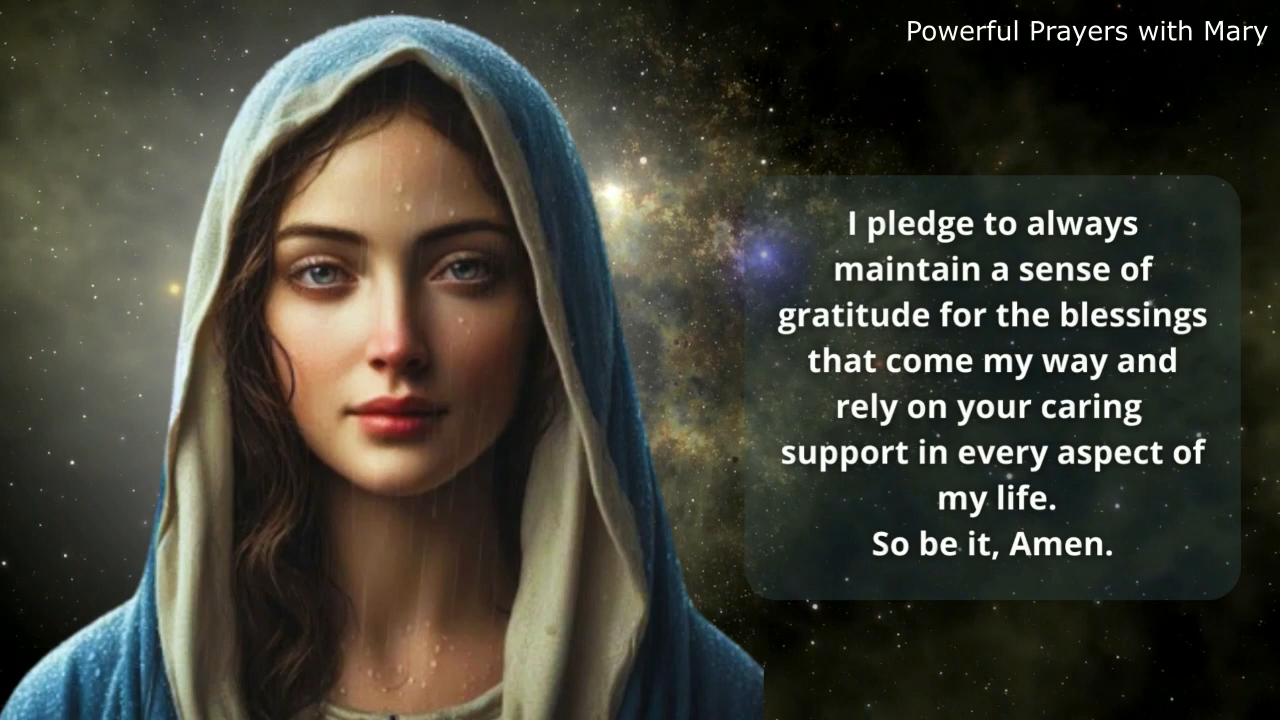 Powerful Prayers with Mary
I pledge to always
maintain a sense of
gratitude for the blessings
that come my way and
rely on your caring
support in every aspect of
my life.
So be it, Amen.